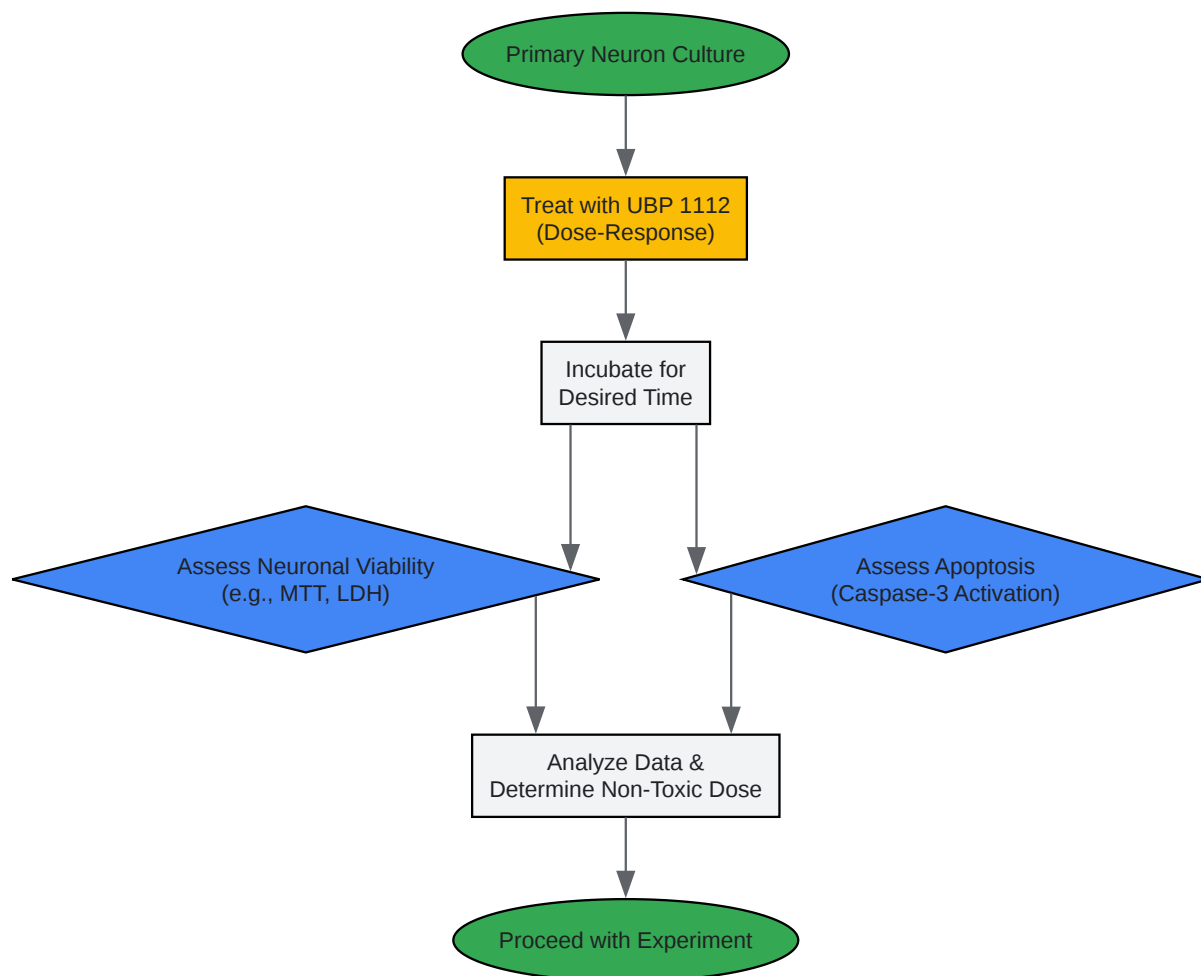 Primary Neuron Culture
Treat with UBP 1112
(Dose-Response)
Incubate for
Desired Time
Assess Neuronal Viability
(e.g., MTT, LDH)
Assess Apoptosis
(Caspase-3 Activation)
Analyze Data &
Determine Non-Toxic Dose
Proceed with Experiment